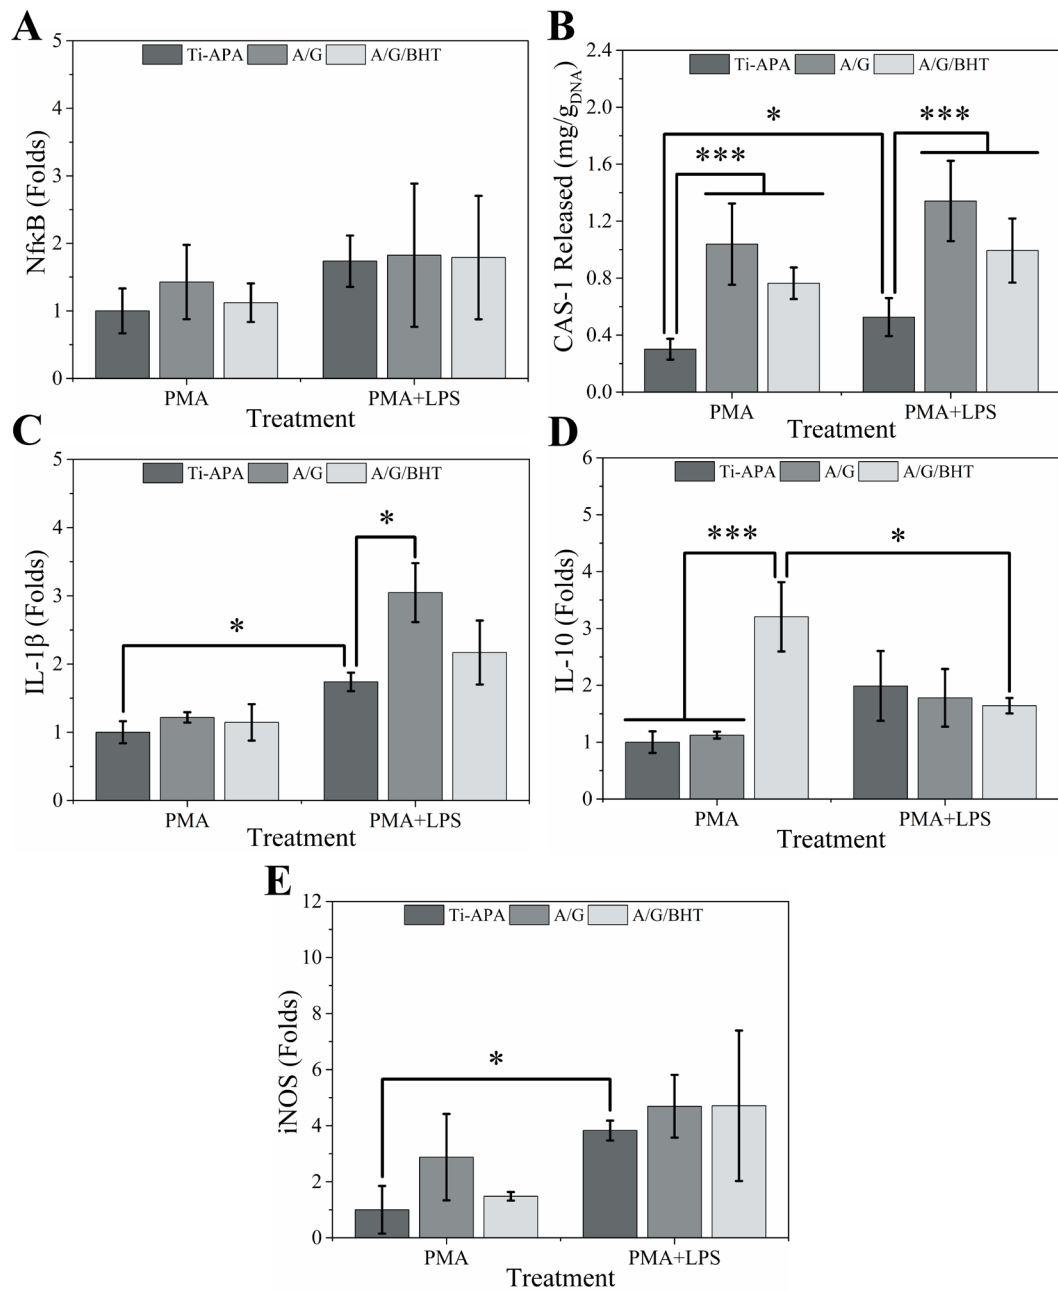 A
Ti-APA A/G A/G/BHT
NfκB (Folds)
5
4
3
2
1
0
PMA PMA+LPS
Treatment
B
Ti-APA A/G A/G/BHT
CAS-1 Released (mg/gDNA)
2.4
2.0
1.6
1.2
0.8
0.4
0.0
*
***
***
PMA PMA+LPS
Treatment
C
Ti-APA A/G A/G/BHT
IL-1β (Folds)
5
4
3
2
1
0
*
*
PMA PMA+LPS
Treatment
D
Ti-APA A/G A/G/BHT
IL-10 (Folds)
6
5
4
3
2
1
0
***
*
PMA PMA+LPS
Treatment
E
Ti-APA A/G A/G/BHT
iNOS (Folds)
12
10
8
6
4
2
0
*
PMA PMA+LPS
Treatment